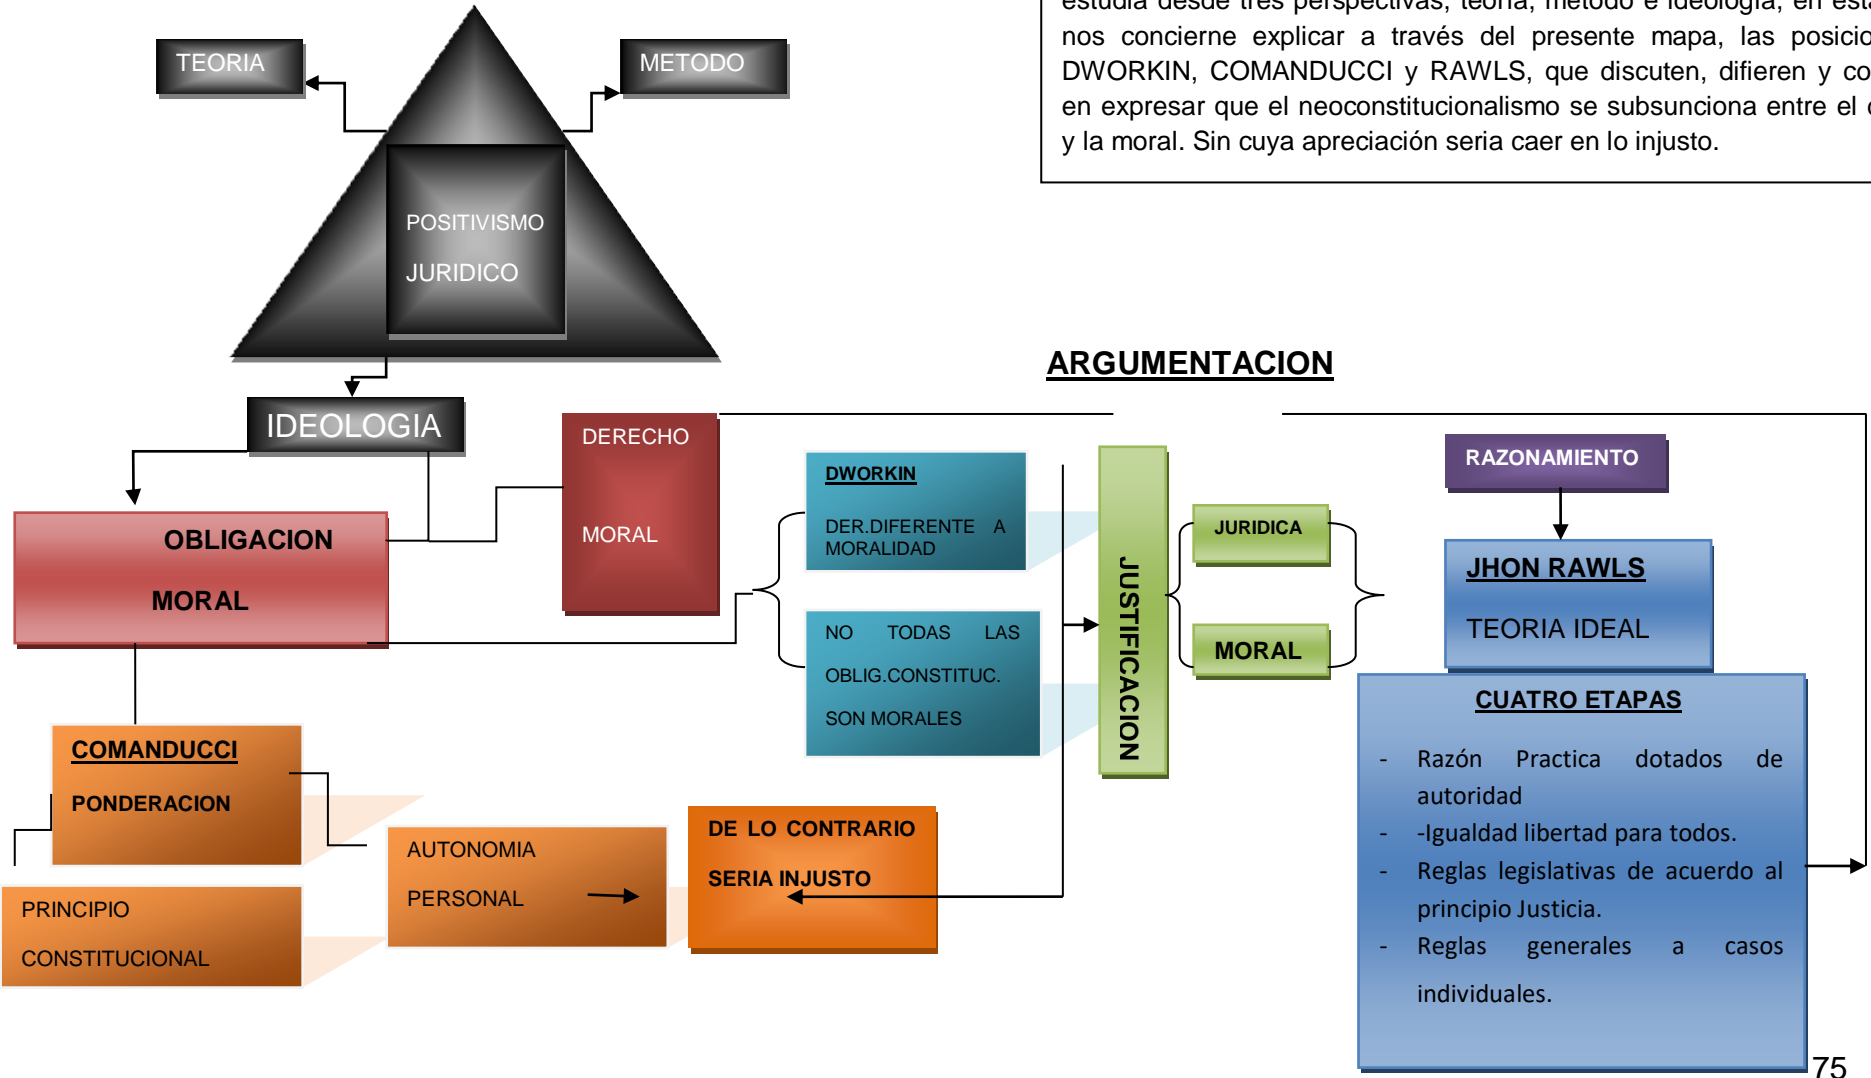 estudia desde tres perspectivas, teoría, método e ideología, en esta
nos concierne explicar a través del presente mapa, las
DWORKIN, COMANDUCCI y RAWLS, que discuten, difieren y
en expresar que el neoconstitucionalismo se subsunciona entre el
y la moral. Sin cuya apreciación seria caer en lo injusto.
TEORIA
METODO
POSITIVISMO
JURIDICO
IDEOLOGIA
ARGUMENTACION
OBLIGACION
MORAL
DERECHO
MORAL
DWORKIN
DER.DIFERENTE A
MORALIDAD
NO TODAS LAS
OBLIG.CONSTITUC.
SON MORALES
JUSTIFICACION
JURIDICA
MORAL
RAZONAMIENTO
JHON RAWLS
TEORIA IDEAL
CUATRO ETAPAS
- Razón Practica dotados de
autoridad
- -Igualdad libertad para todos.
- Reglas legislativas de acuerdo al
principio Justicia.
- Reglas generales a casos
individuales.
COMANDUCCI
PONDERACION
PRINCIPIO
CONSTITUCIONAL
AUTONOMIA
PERSONAL
DE LO CONTRARIO
SERIA INJUSTO
75